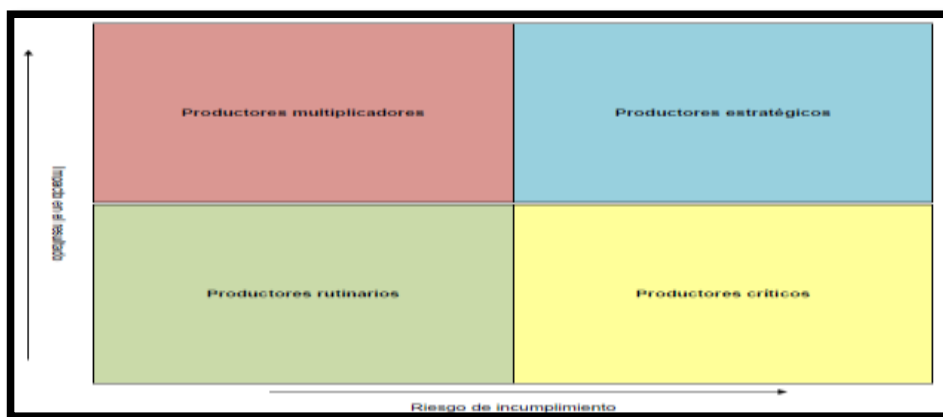 Productores multiplicadores
Productores estratégicos
Impacto en el resultado
Productores rutinarios
Productores críticos
Riesgo de incumplimiento